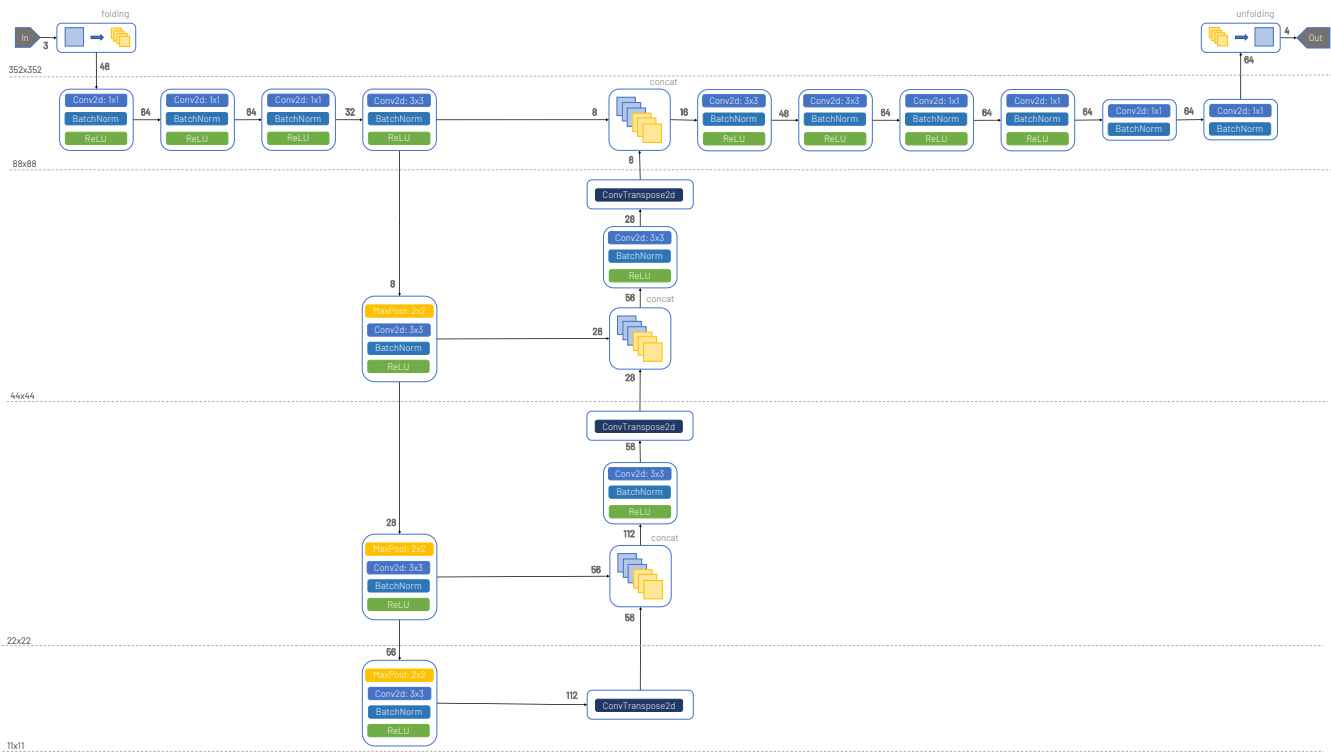 folding
unfolding
In
3
4
Out
48
64
352x352
concat
Conv2d: 1x1
BatchNorm
ReLU
64
Conv2d: 1x1
BatchNorm
ReLU
64
Conv2d: 1x1
BatchNorm
ReLU
32
Conv2d: 3x3
BatchNorm
ReLU
8
16
Conv2d: 3x3
BatchNorm
ReLU
48
Conv2d: 3x3
BatchNorm
ReLU
64
Conv2d: 1x1
BatchNorm
ReLU
64
Conv2d: 1x1
BatchNorm
ReLU
64
Conv2d: 1x1
BatchNorm
64
Conv2d: 1x1
BatchNorm
88x88
8
ConvTranspose2d
28
Conv2d: 3x3
BatchNorm
ReLU
8
56
concat
MaxPool: 2x2
Conv2d: 3x3
BatchNorm
ReLU
28
28
44x44
ConvTranspose2d
56
Conv2d: 3x3
BatchNorm
ReLU
28
112
concat
MaxPool: 2x2
Conv2d: 3x3
BatchNorm
ReLU
56
56
22x22
56
MaxPool: 2x2
Conv2d: 3x3
BatchNorm
ReLU
112
ConvTranspose2d
11x11